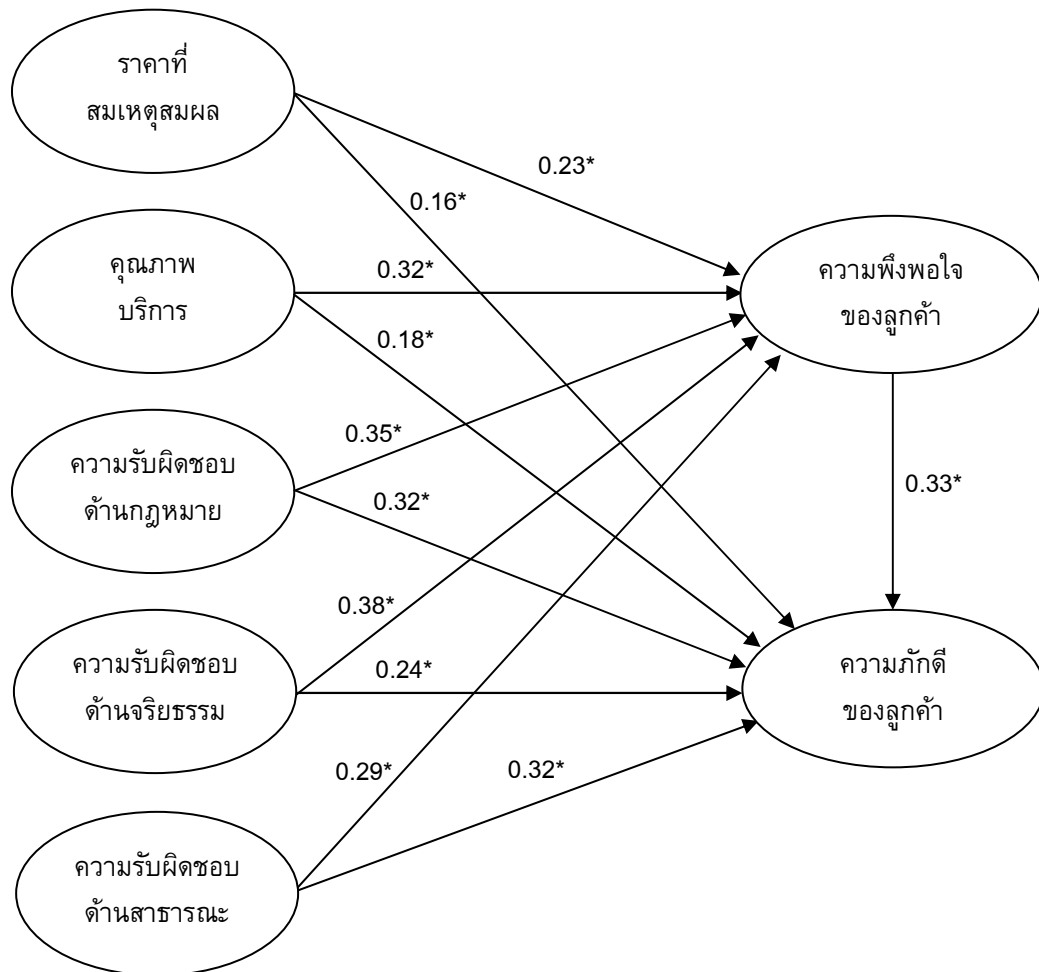 ราคาที่
สมเหตุสมผล
0.23*
0.16*
คุณภาพ
บริการ
0.32*
0.18*
ความพึงพอใจ
ของลูกค้า
ความรับผิดชอบ
ด้านกฎหมาย
0.35*
0.32*
0.33*
ความรับผิดชอบ
ด้านจริยธรรม
0.38*
0.24*
ความภักดี
ของลูกค้า
0.29*
0.32*
ความรับผิดชอบ
ด้านสาธารณะ